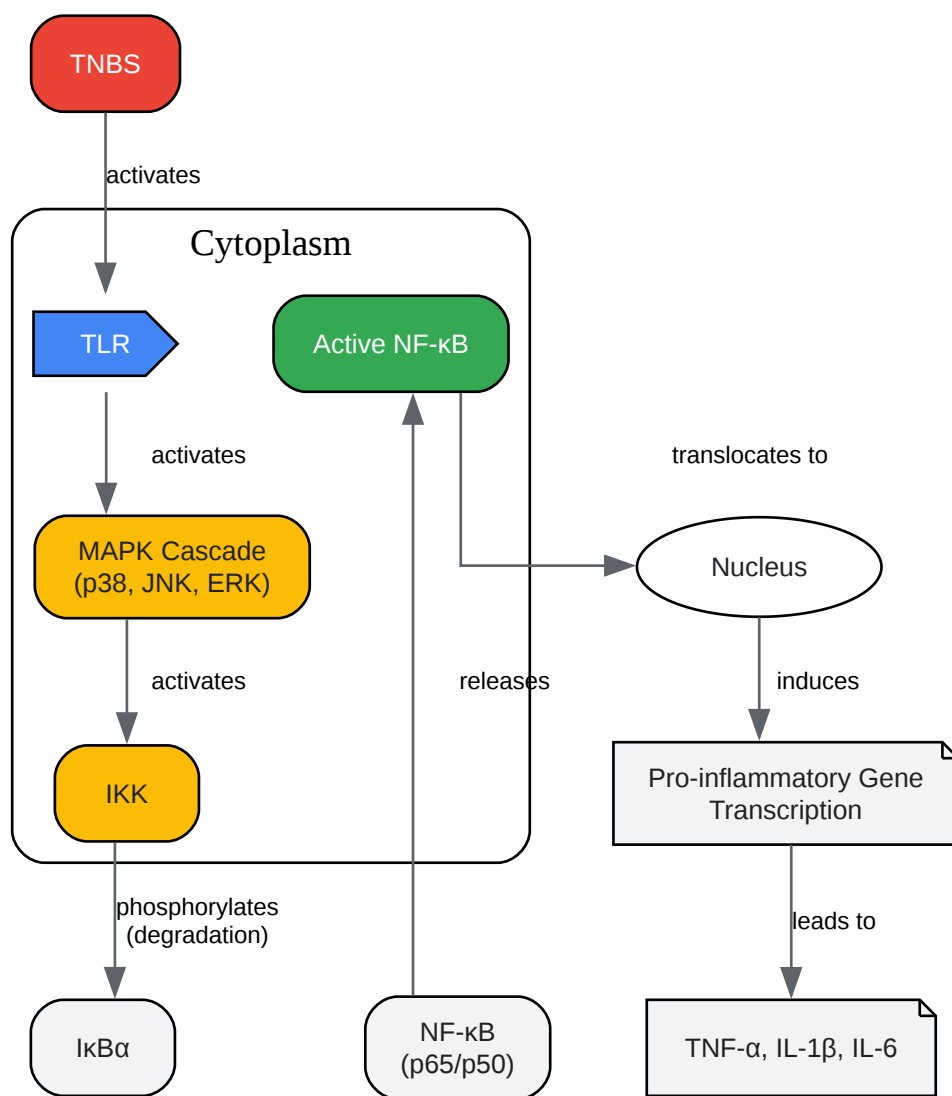 TNBS
activates
Cytoplasm
TLR
Active NF-κB
activates
translocates to
MAPK Cascade
(p38, JNK, ERK)
Nucleus
activates
releases
induces
IKK
Pro-inflammatory Gene
Transcription
phosphorylates
(degradation)
leads to
IκBα
NF-κB
(p65/p50)
TNF-α, IL-1β, IL-6